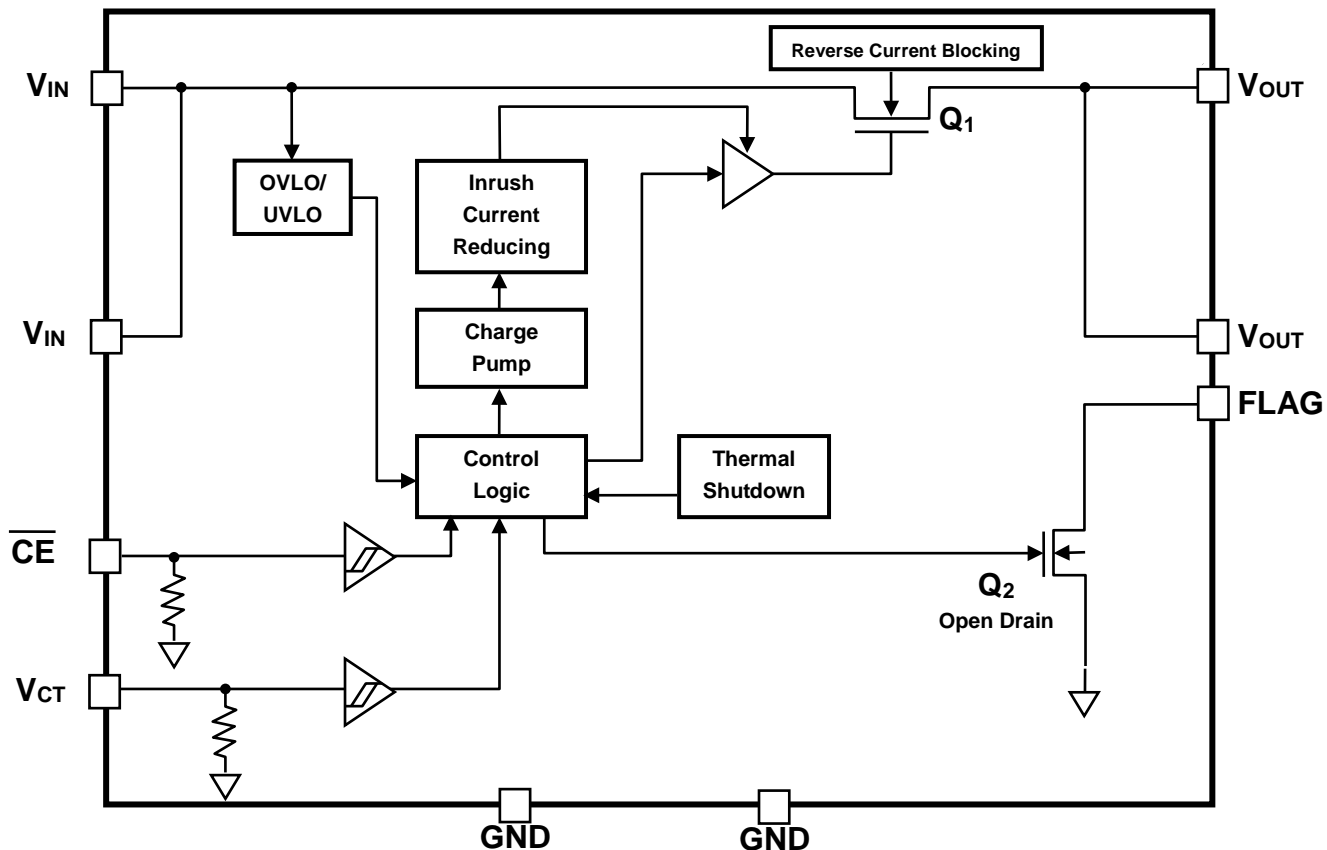 Reverse Current Blocking
VIN
VOUT
Q1
OVLO/
UVLO
Inrush
Current
Reducing
VIN
Charge
Pump
VOUT
FLAG
Control
Logic
Thermal
Shutdown
CE
Q2
Open Drain
VCT
GND
GND